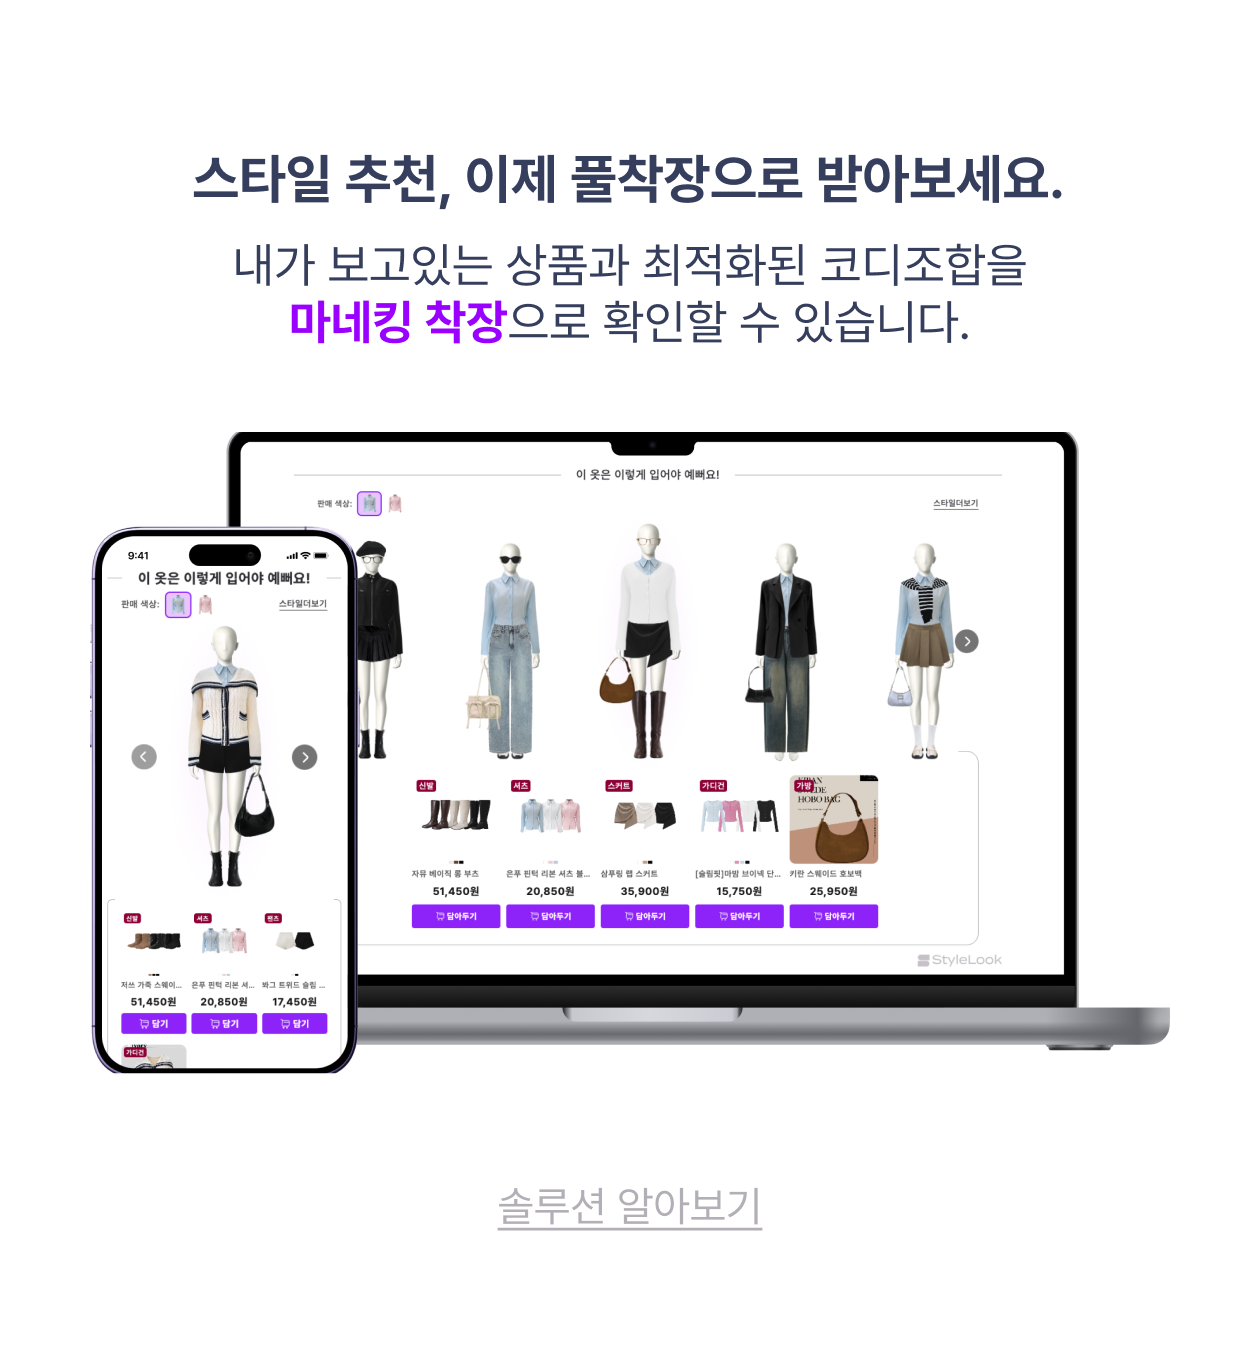 스타일 추천, 이제 풀착장으로 받아보세요.
내가 보고있는 상품과 최적화된 코디조합을
마네킹 착장으로 확인할 수 있습니다.
이 옷은 이렇게 입어야 예뻐요!
판매 색상:
스타일더보기
신발
셔츠
스커트
가디건
가방
HOBO BAG
자뮤 베이직 롱 부츠
은푸 핀턱 리본 셔츠 블...
샴푸링 랩 스커트
[슬림핏]마밤 브이넥 단...
키란 스웨이드 호보백
51,450원
20,850원
35,900원
15,750원
25,950원
담아두기
담아두기
담아두기
담아두기
담아두기
StyleLook
9:41
이 옷은 이렇게 입어야 예뻐요!
판매 색상:
스타일더보기
신발
셔츠
팬츠
저쓰 가죽 스웨이...
은푸 핀턱 리본 셔...
봐그 트위드 슬림 ...
51,450원
20,850원
17,450원
담기
담기
담기
가디건
솔루션 알아보기